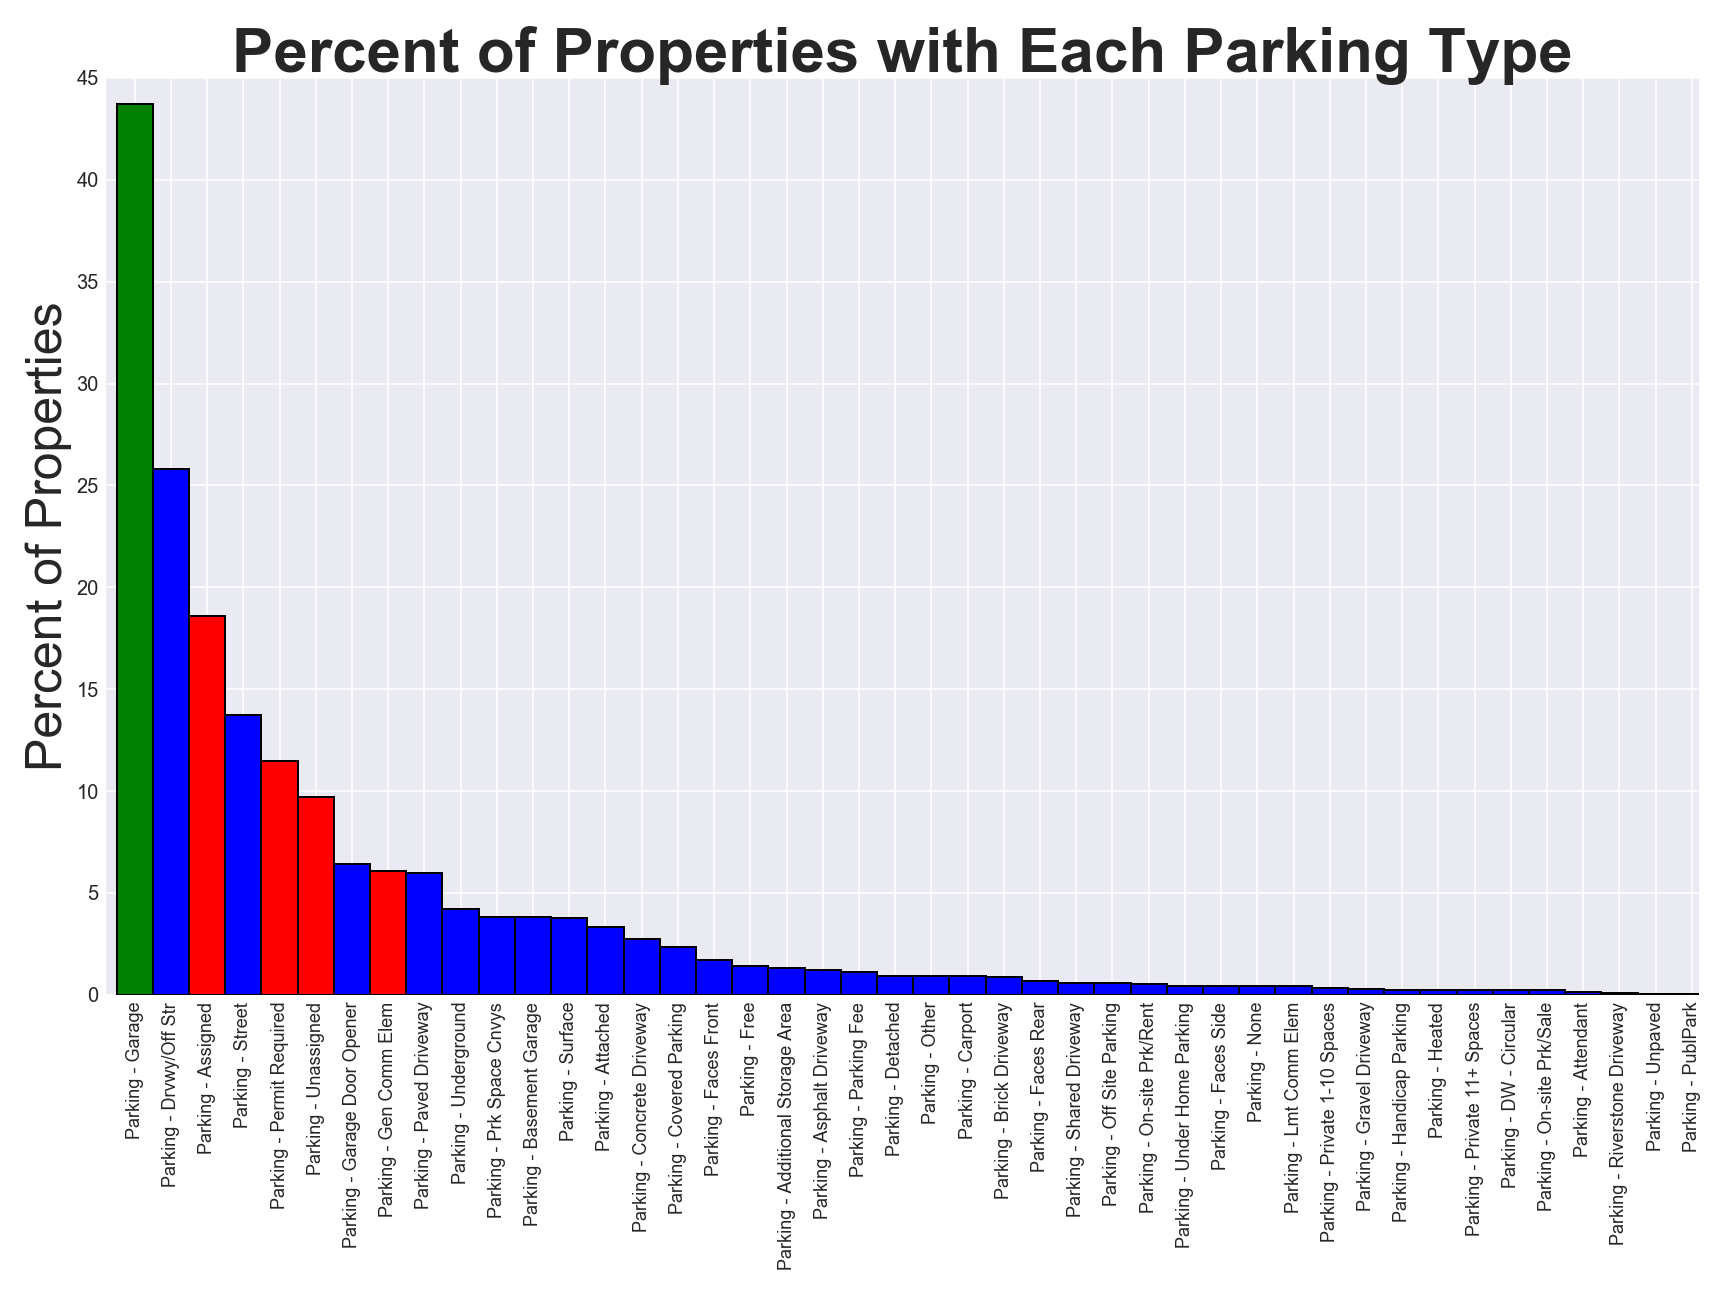 Percent of Properties with Each Parking Type
Percent of Properties
45
40
35
30
25
20
15
10
5
0
Parking - Garage
Parking - Drvwy/Off Str
Parking - Assigned
Parking - Street
Parking - Permit Required
Parking - Unassigned
Parking - Garage Door Opener
Parking - Gen Comm Elem
Parking - Paved Driveway
Parking - Underground
Parking - Prk Space Cnvys
Parking - Basement Garage
Parking - Surface
Parking - Attached
Parking - Concrete Driveway
Parking - Covered Parking
Parking - Faces Front
Parking - Free
Parking - Additional Storage Area
Parking - Asphalt Driveway
Parking - Parking Fee
Parking - Detached
Parking - Other
Parking - Carport
Parking - Brick Driveway
Parking - Faces Rear
Parking - Shared Driveway
Parking - Off Site Parking
Parking - On-site Prk/Rent
Parking - Under Home Parking
Parking - Faces Side
Parking - None
Parking - Lmt Comm Elem
Parking - Private 1-10 Spaces
Parking - Gravel Driveway
Parking - Handicap Parking
Parking - Heated
Parking - Private 11+ Spaces
Parking - DW - Circular
Parking - On-site Prk/Sale
Parking - Attendant
Parking - Riverstone Driveway
Parking - Unpaved
Parking - PublPark